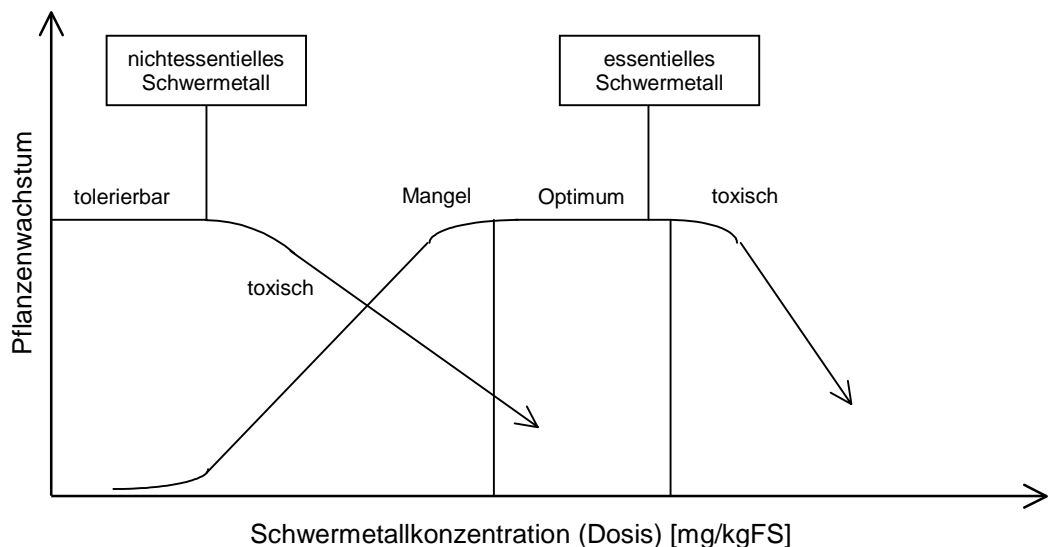 nichtessentielles
Schwermetall
essentielles
Schwermetall
tolerierbar
Mangel
Optimum
toxisch
toxisch
Pflanzenwachstum
Schwermetallkonzentration (Dosis) [mg/kgFS]